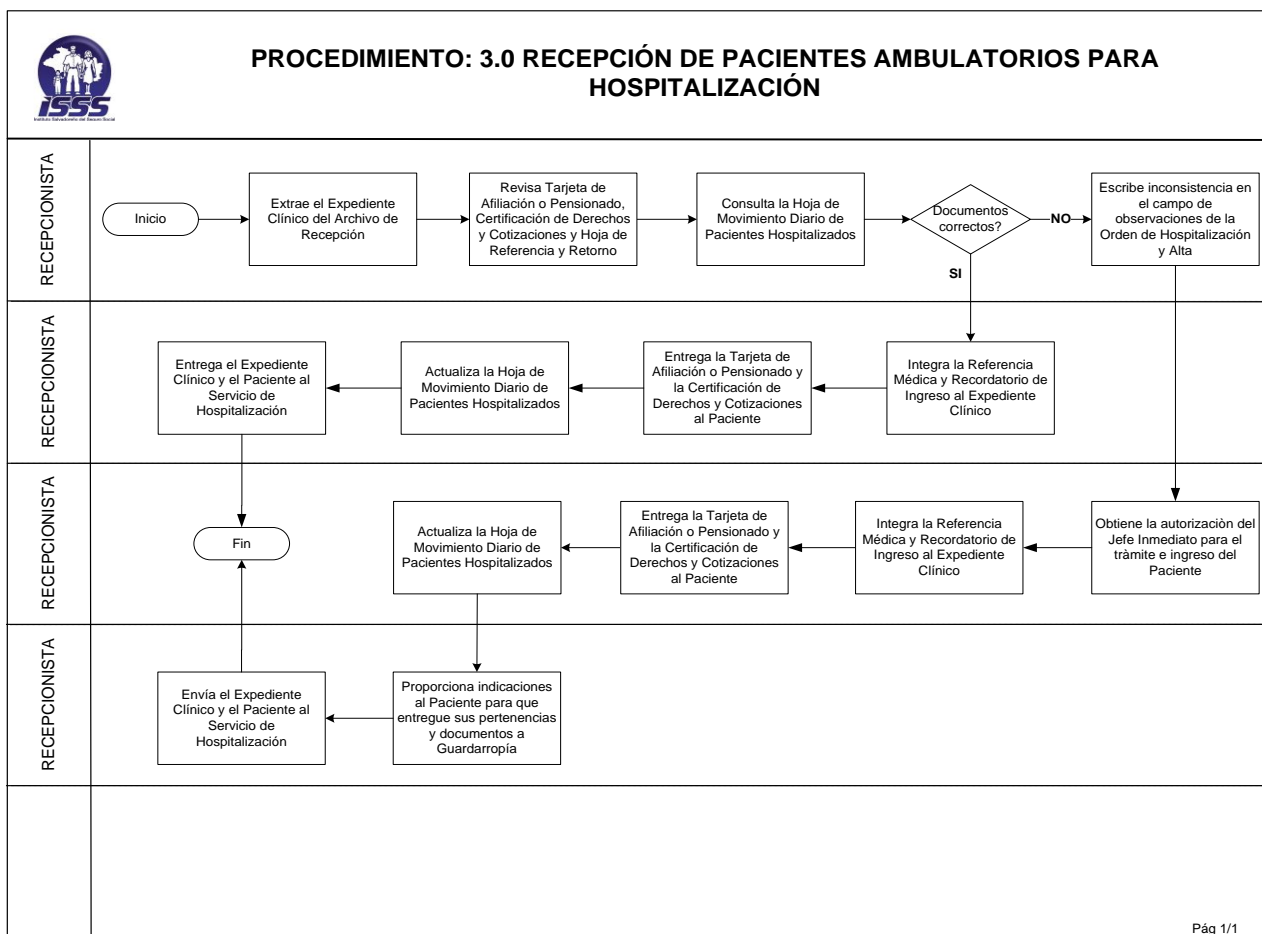 PROCEDIMIENTO: 3.0 RECEPCIÓN DE PACIENTES AMBULATORIOS PARA
HOSPITALIZACIÓN
ISSS
Instituto Salvadoreño del Seguro Social
RECEPCIONISTA
Inicio
Extrae el Expediente
Clínico del Archivo de
Recepción
Revisa Tarjeta de
Afiliación o Pensionado,
Certificación de Derechos
y Cotizaciones y Hoja de
Referencia y Retorno
Consulta la Hoja de
Movimiento Diario de
Pacientes Hospitalizados
Documentos
correctos?
NO
SI
Escribe inconsistencia en
el campo de
observaciones de la
Orden de Hospitalización
y Alta
RECEPCIONISTA
Entrega el Expediente
Clínico y el Paciente al
Servicio de
Hospitalización
Actualiza la Hoja de
Movimiento Diario de
Pacientes Hospitalizados
Entrega la Tarjeta de
Afiliación o Pensionado y
la Certificación de
Derechos y Cotizaciones
al Paciente
Integra la Referencia
Médica y Recordatorio de
Ingreso al Expediente
Clínico
RECEPCIONISTA
Fin
Actualiza la Hoja de
Movimiento Diario de
Pacientes Hospitalizados
Entrega la Tarjeta de
Afiliación o Pensionado y
la Certificación de
Derechos y Cotizaciones
al Paciente
Integra la Referencia
Médica y Recordatorio de
Ingreso al Expediente
Clínico
Obtiene la autorizaciòn del
Jefe Inmediato para el
tràmite e ingreso del
Paciente
RECEPCIONISTA
Envía el Expediente
Clínico y el Paciente al
Servicio de
Hospitalización
Proporciona indicaciones
al Paciente para que
entregue sus pertenencias
y documentos a
Guardarropía
Pág 1/1